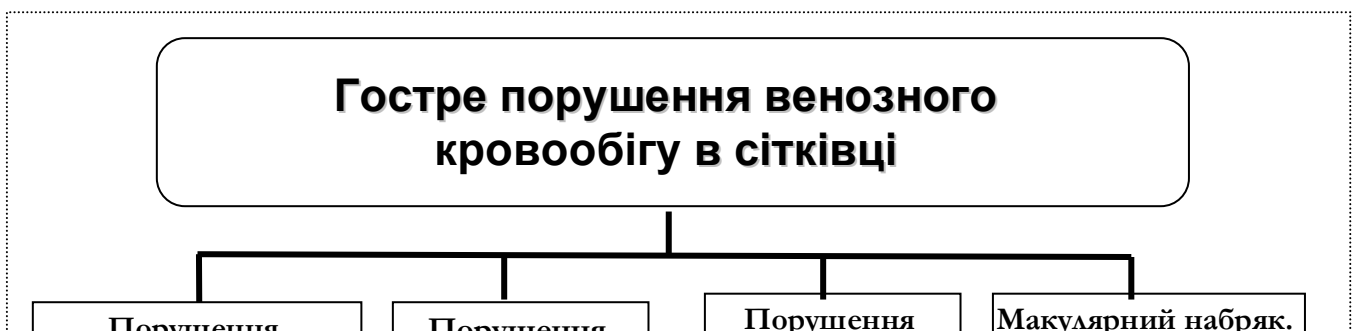 Гостре порушення венозного
кровообігу в сітківці
Порушення
Порушення
Порушення
Макулярний набряк.